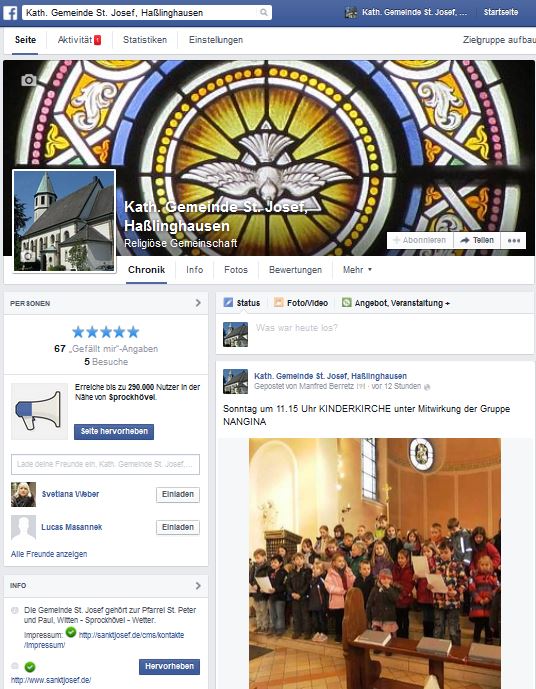 Kath. Gemeinde St. Josef, Haßlinghausen
Kath. Gemeinde St. Josef, ...
Startseite
Seite
Aktivität 1
Statistiken
Einstellungen
Zielgruppe aufbau
Kath. Gemeinde St. Josef,
Haßlinghausen
Religiöse Gemeinschaft
Abonnieren
Teilen
Chronik
Info
Fotos
Bewertungen
Mehr
PERSONEN
67 „Gefällt mir“-Angaben
5 Besuche
Erreiche bis zu 290.000 Nutzer in der
Nähe von Sprockhövel.
Seite hervorheben
Lade deine Freunde ein, Kath. Gemeinde St. Josef,...
Svetlana Weber
Einladen
Lucas Masannek
Einladen
Alle Freunde anzeigen
INFO
Die Gemeinde St. Josef gehört zur Pfarrei St. Peter
und Paul, Witten - Sprockhövel - Wetter.
Impressum: http://sanktjosef.de/cms/kontakte
/impressum/
Hervorheben
http://www.sanktjosef.de/
Status
Foto/Video
Angebot, Veranstaltung +
Was war heute los?
Kath. Gemeinde St. Josef, Haßlinghausen
Gepostet von Manfred Berretz [?] · vor 12 Stunden
Sonntag um 11.15 Uhr KINDERKIRCHE unter Mitwirkung der Gruppe
NANGINA